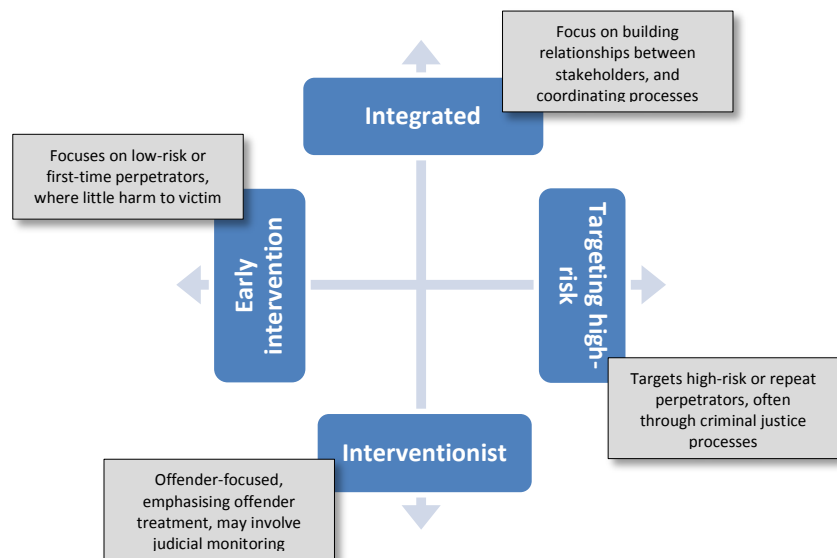 Focus on building
relationships between
stakeholders, and
coordinating processes
Integrated
Focuses on low-risk or
first-time perpetrators,
where little harm to victim
Early
intervention
Targeting high-
risk
Targets high-risk or repeat
perpetrators, often
through criminal justice
processes
Interventionist
Offender-focused,
emphasising offender
treatment, may involve
judicial monitoring